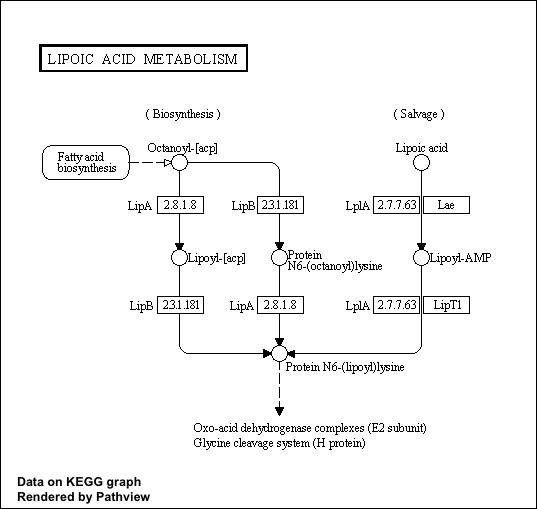 LIPOIC ACID METABOLISM
( Biosynthesis ) ( Salvage )
Octanoyl-[acp] Lipoic acid
Fatty acid
biosynthesis
LipA 2.8.1.8 LipB 2.3.1.181 LplA 2.7.7.63 Lae
Lipoyl-[acp] Protein
N6-(octanoyl)lysine Lipoyl-AMP
LipB 2.3.1.181 LipA 2.8.1.8 LplA 2.7.7.63 LipT1
Protein N6-(lipoyl)lysine
Oxo-acid dehydrogenase complexes (E2 subunit)
Glycine cleavage system (H protein)
Data on KEGG graph
Rendered by Pathview